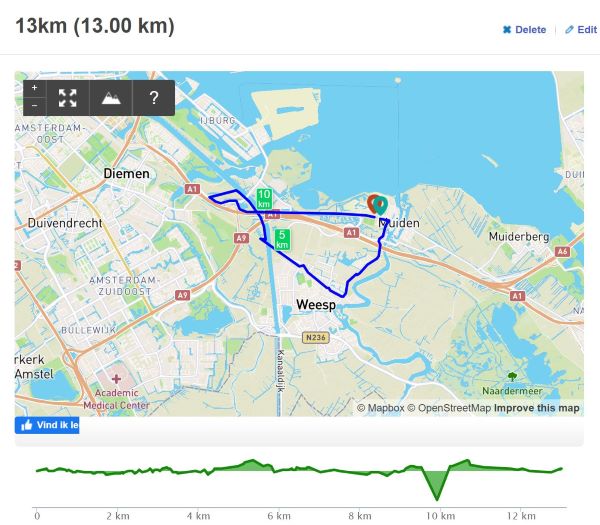 13km (13.00 km)
Delete
Edit
+
−
?
IJBURG
AMSTERDAM-
OOST
Diemen
A1
10
km
A1
Muiden
Duivendrecht
A9
5
km
A1
Muiderberg
A6
AMSTERDAM-
ZUIDOOST
A9
A1
Weesp
BULLEWIJK
N236
rkerk
Amstel
Kanaaldijk
Academic
Medical Center
Naardermeer
© Mapbox © OpenStreetMap Improve this map
Vind ik le
0
2 km
4 km
6 km
8 km
10 km
12 km